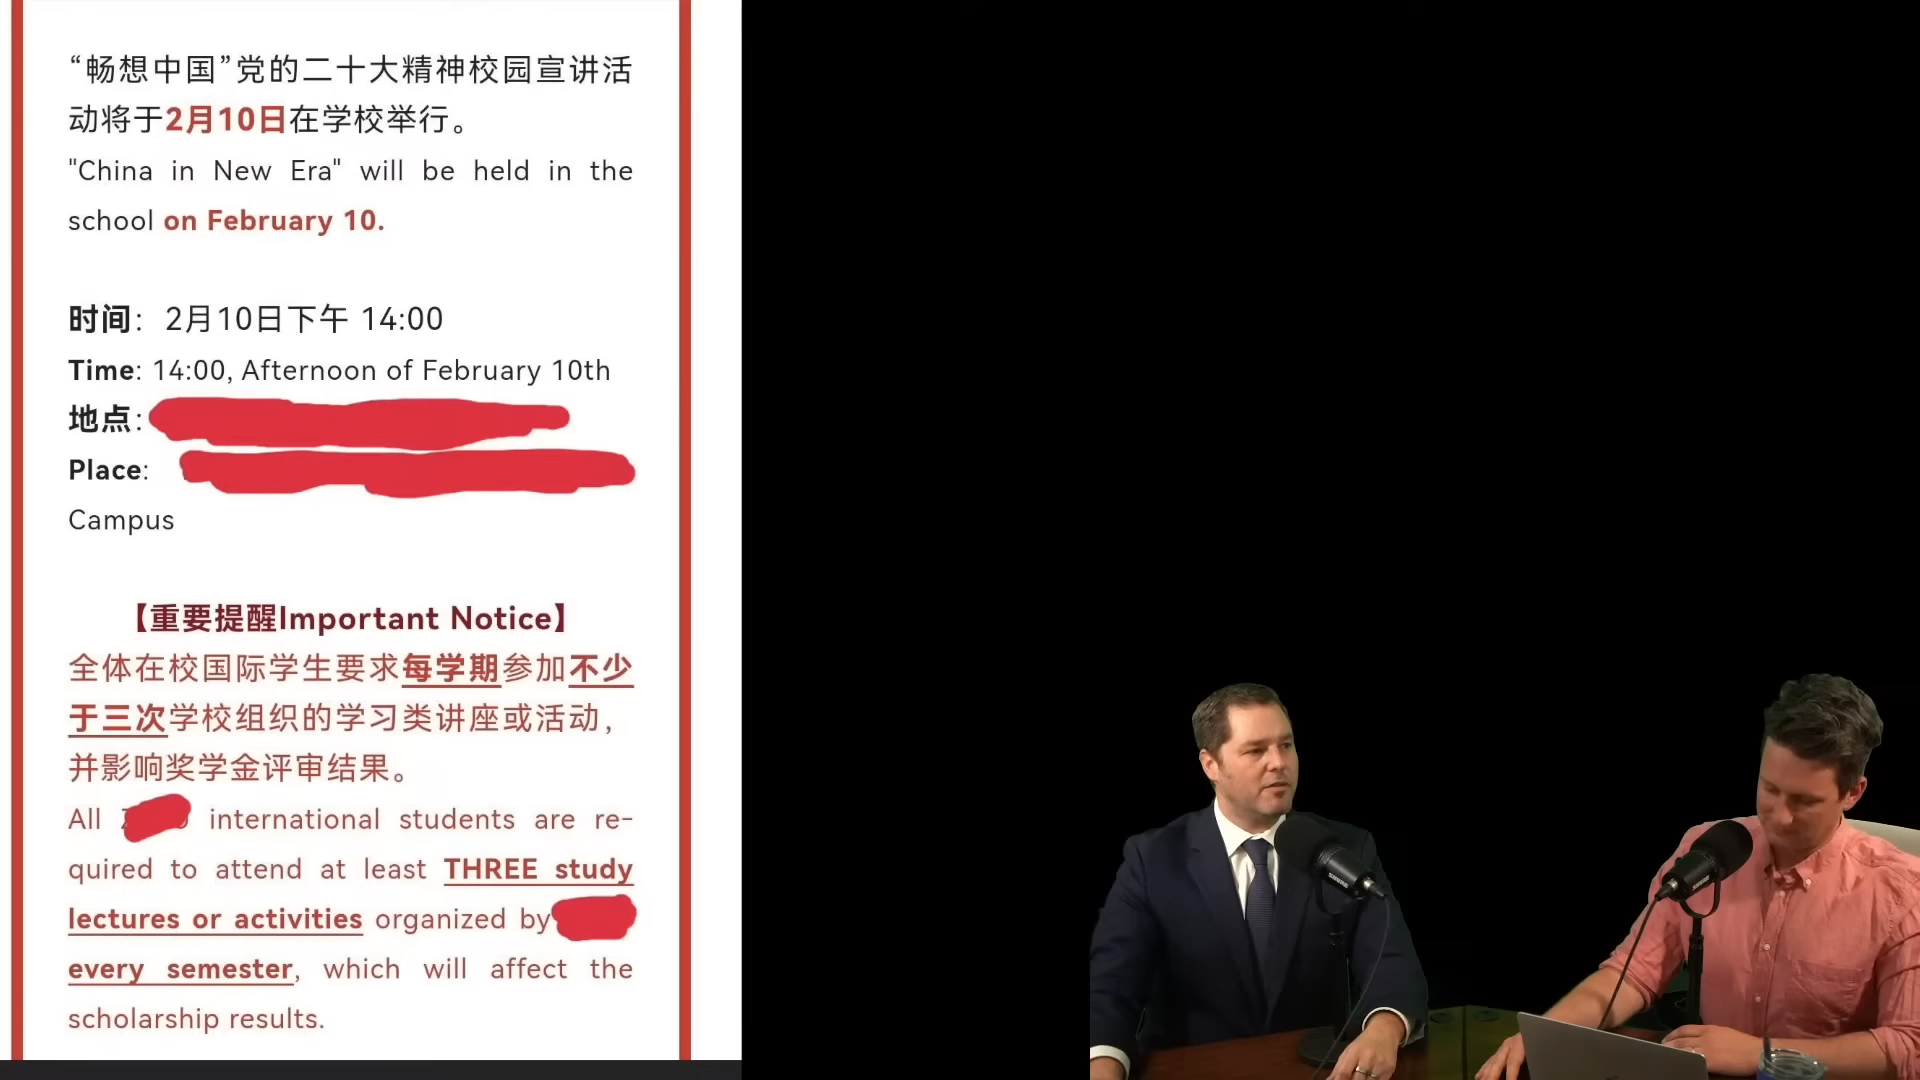 “畅想中国”党的二十大精神校园宣讲活
动将于2月10日在学校举行。
"China in New Era" will be held in the
school on February 10.
时间：2月10日下午 14:00
Time: 14:00, Afternoon of February 10th
地点：
Place:
Campus
【重要提醒Important Notice】
全体在校国际学生要求每学期参加不少
于三次学校组织的学习类讲座或活动，
并影响奖学金评审结果。
All international students are re-
quired to attend at least THREE study
lectures or activities organized by
every semester, which will affect the
scholarship results.